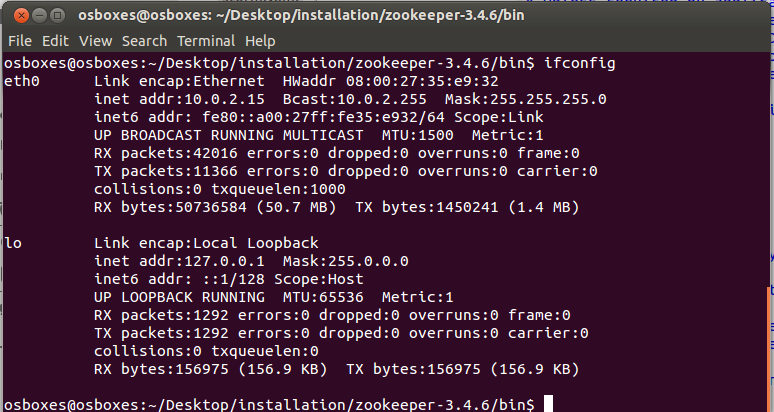 osboxes@osboxes: ~/Desktop/installation/zookeeper-3.4.6/bin
File Edit View Search Terminal Help
osboxes@osboxes:~/Desktop/installation/zookeeper-3.4.6/bin$ ifconfig
eth0      Link encap:Ethernet  HWaddr 08:00:27:35:e9:32
          inet addr:10.0.2.15  Bcast:10.0.2.255  Mask:255.255.255.0
          inet6 addr: fe80::a00:27ff:fe35:e932/64 Scope:Link
          UP BROADCAST RUNNING MULTICAST  MTU:1500  Metric:1
          RX packets:42016 errors:0 dropped:0 overruns:0 frame:0
          TX packets:11366 errors:0 dropped:0 overruns:0 carrier:0
          collisions:0 txqueuelen:1000
          RX bytes:50736584 (50.7 MB)  TX bytes:1450241 (1.4 MB)

lo        Link encap:Local Loopback
          inet addr:127.0.0.1  Mask:255.0.0.0
          inet6 addr: ::1/128 Scope:Host
          UP LOOPBACK RUNNING  MTU:65536  Metric:1
          RX packets:1292 errors:0 dropped:0 overruns:0 frame:0
          TX packets:1292 errors:0 dropped:0 overruns:0 carrier:0
          collisions:0 txqueuelen:0
          RX bytes:156975 (156.9 KB)  TX bytes:156975 (156.9 KB)

osboxes@osboxes:~/Desktop/installation/zookeeper-3.4.6/bin$